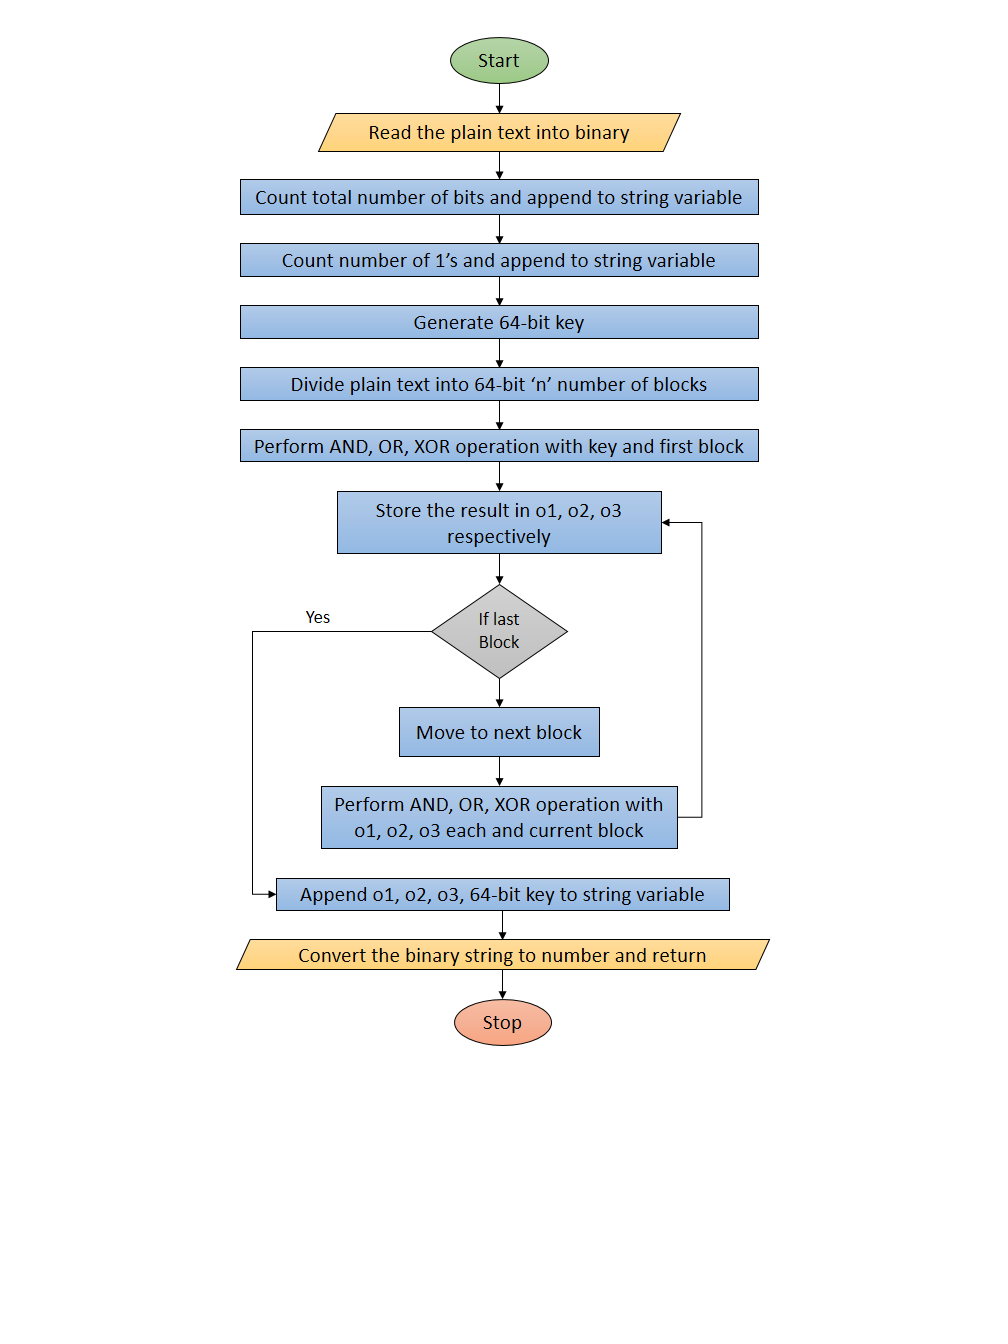 Start
Read the plain text into binary
Count total number of bits and append to string variable
Count number of 1’s and append to string variable
Generate 64-bit key
Divide plain text into 64-bit ‘n’ number of blocks
Perform AND, OR, XOR operation with key and first block
Store the result in o1, o2, o3
respectively
If last
Block
Yes
Move to next block
Perform AND, OR, XOR operation with
o1, o2, o3 each and current block
Append o1, o2, o3, 64-bit key to string variable
Convert the binary string to number and return
Stop